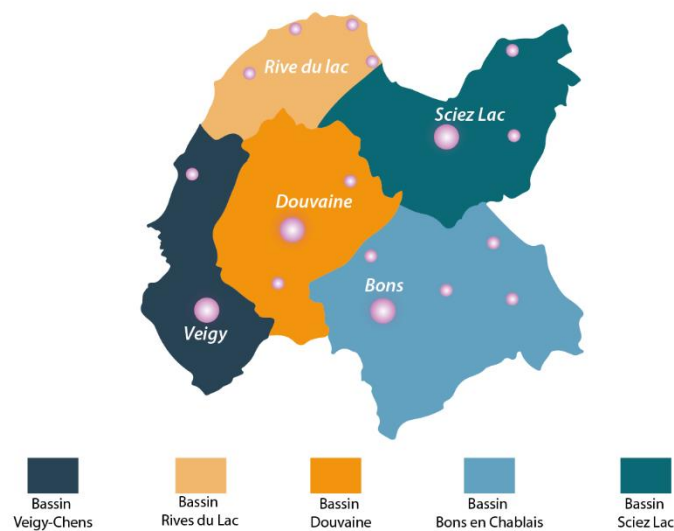 Rive du lac
Sciez Lac
Douvaine
Bons
Veigy
Bassin
Veigy-Chens
Bassin
Rives du Lac
Bassin
Douvaine
Bassin
Bons en Chablais
Bassin
Sciez Lac